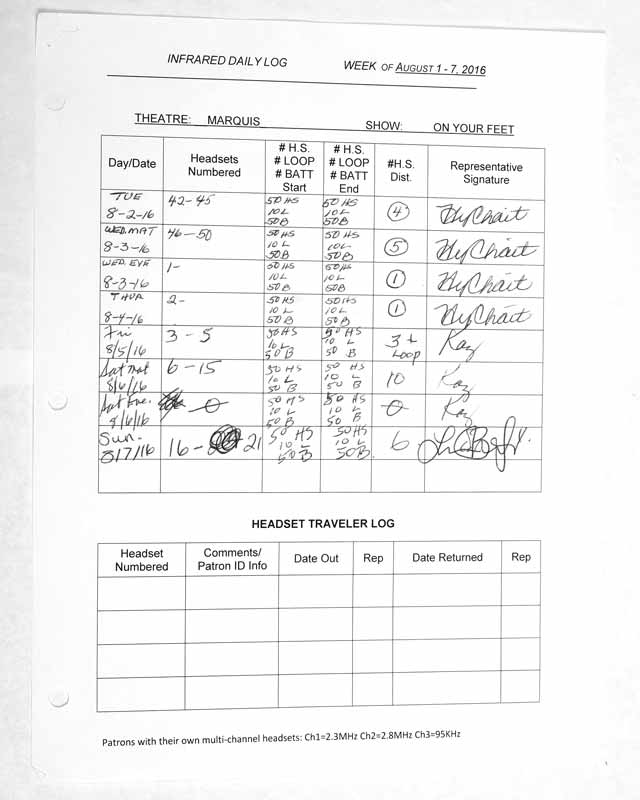 INFRARED DAILY LOG WEEK OF AUGUST 1 - 7, 2016
THEATRE: MARQUIS SHOW: ON YOUR FEET
Day/Date Headsets Numbered # H.S. # LOOP # BATT Start # H.S. # LOOP # BATT End #H.S. Dist. Representative Signature
TUE 8-2-16 42-45 50 HS 10 L 50 B 50 HS 10 L 50 B 4
WED. MAT 8-3-16 46-50 50 HS 10 L 50 B 50 HS 10 L 50 B 5
WED. EVE 8-3-16 1- 50 HS 10 L 50 B 50 HS 10 L 50 B 1
THUR 8-4-16 2- 50 HS 10 L 50 B 50 HS 10 L 50 B 1
Fri 8/5/16 3-5 50 HS 10 L 50 B 50 HS 10 L 50 B 3 + Loop Kay
Sat Mat 8/6/16 6-15 50 HS 10 L 50 B 50 HS 10 L 50 B 10 Kay
Sat Eve. 8/6/16 0 50 HS 10 L 50 B 50 HS 10 L 50 B 0 Kay
Sun. 8/7/16 16-21 50 HS 10 L 50 B 50 HS 10 L 50 B 6
HEADSET TRAVELER LOG
Headset Numbered Comments/ Patron ID Info Date Out Rep Date Returned Rep
Patrons with their own multi-channel headsets: Ch1=2.3MHz Ch2=2.8MHz Ch3=95KHz